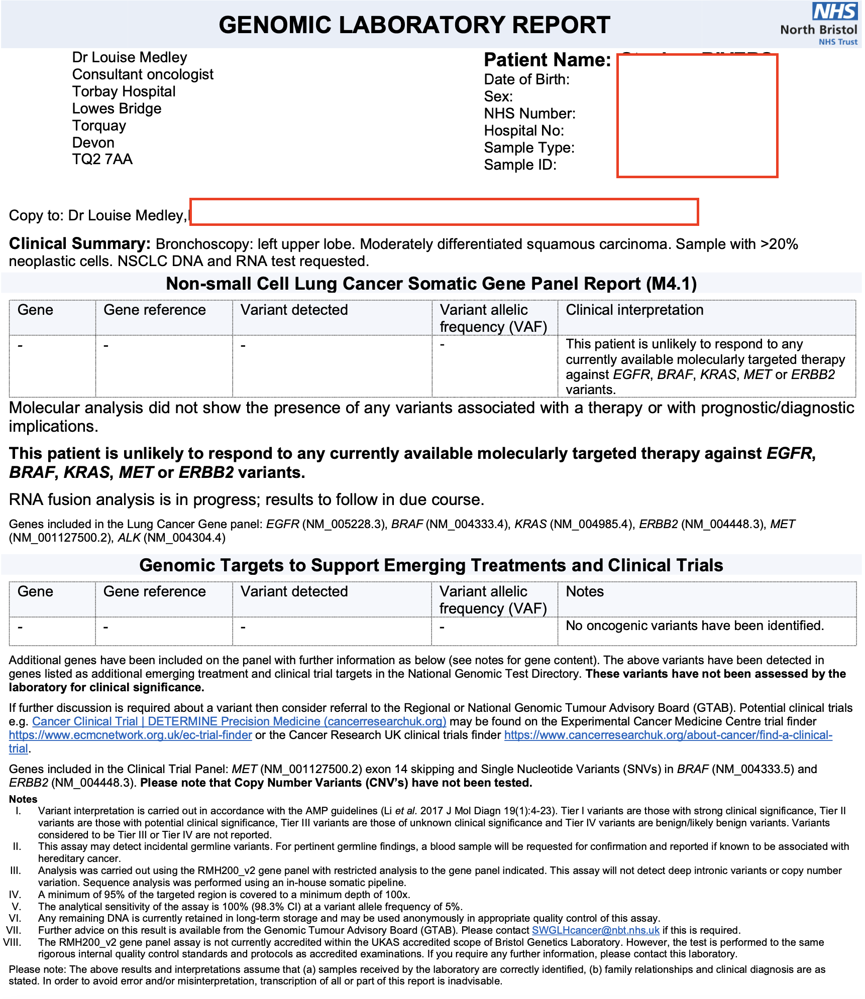 GENOMIC LABORATORY REPORT
NHS
North Bristol
NHS Trust
Dr Louise Medley
Consultant oncologist
Torbay Hospital
Lowes Bridge
Torquay
Devon
TQ2 7AA
Patient Name:
Date of Birth:
Sex:
NHS Number:
Hospital No:
Sample Type:
Sample ID:
Copy to: Dr Louise Medley,
Clinical Summary: Bronchoscopy: left upper lobe. Moderately differentiated squamous carcinoma. Sample with >20%
neoplastic cells. NSCLC DNA and RNA test requested.
Non-small Cell Lung Cancer Somatic Gene Panel Report (M4.1)
Gene
Gene reference
Variant detected
Variant allelic
frequency (VAF)
Clinical interpretation
-
-
-
-
This patient is unlikely to respond to any
currently available molecularly targeted therapy
against EGFR, BRAF, KRAS, MET or ERBB2
variants.
Molecular analysis did not show the presence of any variants associated with a therapy or with prognostic/diagnostic
implications.
This patient is unlikely to respond to any currently available molecularly targeted therapy against EGFR,
BRAF, KRAS, MET or ERBB2 variants.
RNA fusion analysis is in progress; results to follow in due course.
Genes included in the Lung Cancer Gene panel: EGFR (NM_005228.3), BRAF (NM_004333.4), KRAS (NM_004985.4), ERBB2 (NM_004448.3), MET
(NM_001127500.2), ALK (NM_004304.4)
Genomic Targets to Support Emerging Treatments and Clinical Trials
Gene
Gene reference
Variant detected
Variant allelic
frequency (VAF)
Notes
-
-
-
-
No oncogenic variants have been identified.
Additional genes have been included on the panel with further information as below (see notes for gene content). The above variants have been detected in
genes listed as additional emerging treatment and clinical trial targets in the National Genomic Test Directory. These variants have not been assessed by the
laboratory for clinical significance.
If further discussion is required about a variant then consider referral to the Regional or National Genomic Tumour Advisory Board (GTAB). Potential clinical trials
e.g. Cancer Clinical Trial | DETERMINE Precision Medicine (cancerresearchuk.org) may be found on the Experimental Cancer Medicine Centre trial finder
https://www.ecmcnetwork.org.uk/ec-trial-finder or the Cancer Research UK clinical trials finder https://www.cancerresearchuk.org/about-cancer/find-a-clinical-
trial.
Genes included in the Clinical Trial Panel: MET (NM_001127500.2) exon 14 skipping and Single Nucleotide Variants (SNVs) in BRAF (NM_004333.5) and
ERBB2 (NM_004448.3). Please note that Copy Number Variants (CNV's) have not been tested.
Notes
I. Variant interpretation is carried out in accordance with the AMP guidelines (Li et al. 2017 J Mol Diagn 19(1):4-23). Tier I variants are those with strong clinical significance, Tier II
variants are those with potential clinical significance, Tier III variants are those of unknown clinical significance and Tier IV variants are benign/likely benign variants. Variants
considered to be Tier III or Tier IV are not reported.
II. This assay may detect incidental germline variants. For pertinent germline findings, a blood sample will be requested for confirmation and reported if known to be associated with
hereditary cancer.
III. Analysis was carried out using the RMH200_v2 gene panel with restricted analysis to the gene panel indicated. This assay will not detect deep intronic variants or copy number
variation. Sequence analysis was performed using an in-house somatic pipeline.
IV. A minimum of 95% of the targeted region is covered to a minimum depth of 100x.
V. The analytical sensitivity of the assay is 100% (98.3% CI) at a variant allele frequency of 5%.
VI. Any remaining DNA is currently retained in long-term storage and may be used anonymously in appropriate quality control of this assay.
VII. Further advice on this result is available from the Genomic Tumour Advisory Board (GTAB). Please contact SWGLHcancer@nbt.nhs.uk if this is required.
VIII. The RMH200_v2 gene panel assay is not currently accredited within the UKAS accredited scope of Bristol Genetics Laboratory. However, the test is performed to the same
rigorous internal quality control standards and protocols as accredited examinations. If you require any further information, please contact this laboratory.
Please note: The above results and interpretations assume that (a) samples received by the laboratory are correctly identified, (b) family relationships and clinical diagnosis are as
stated. In order to avoid error and/or misinterpretation, transcription of all or part of this report is inadvisable.